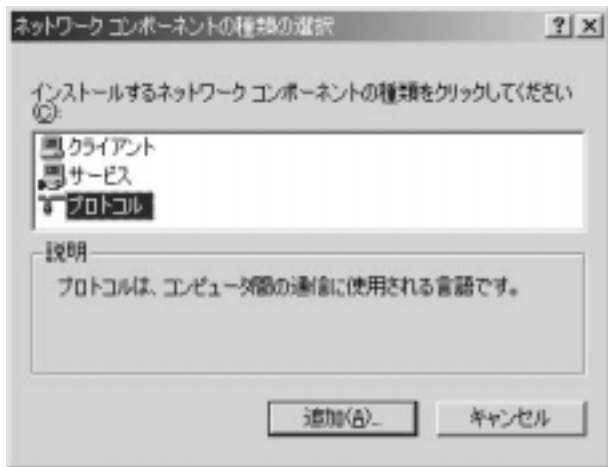 ネットワーク コンポーネントの種類の選択
インストールするネットワーク コンポーネントの種類をクリックしてください
(C):
クライアント
サービス
プロトコル
説明
プロトコルは、コンピュータ間の通信に使用される言語です。
追加(A)...
キャンセル